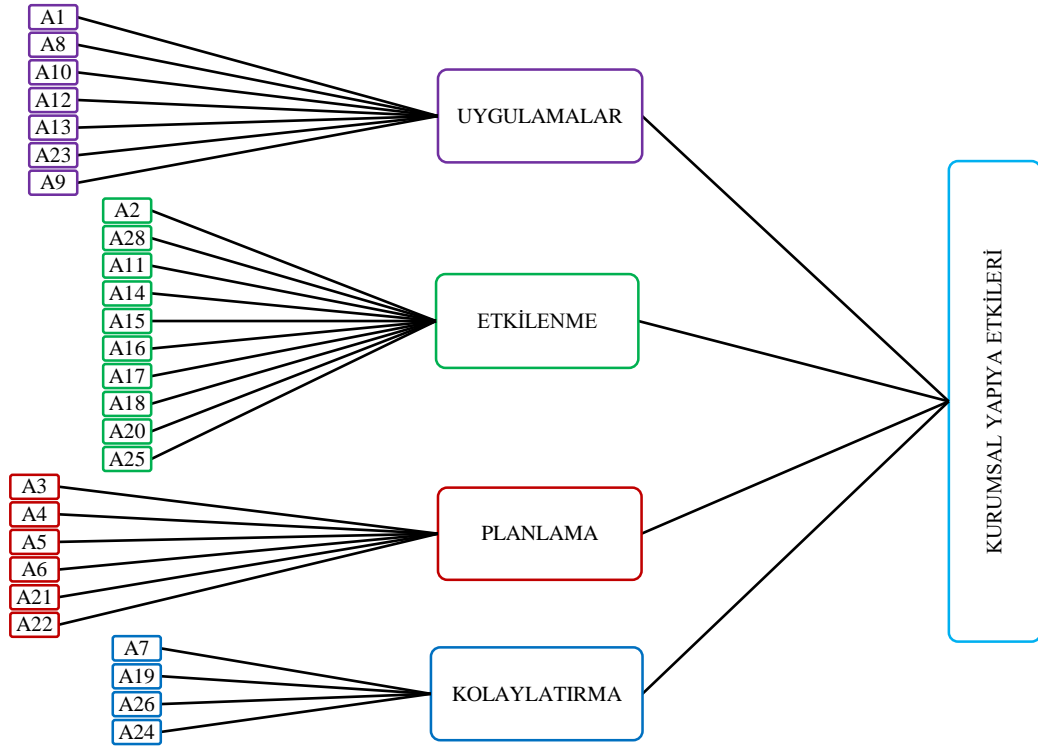 A1
A8
A10
A12
A13
A23
A9
UYGULAMALAR
A2
A28
A11
A14
A15
A16
A17
A18
A20
A25
ETKİLENME
A3
A4
A5
A6
A21
A22
PLANLAMA
A7
A19
A26
A24
KOLAYLATIRMA
KURUMSAL YAPIYA ETKİLERİ